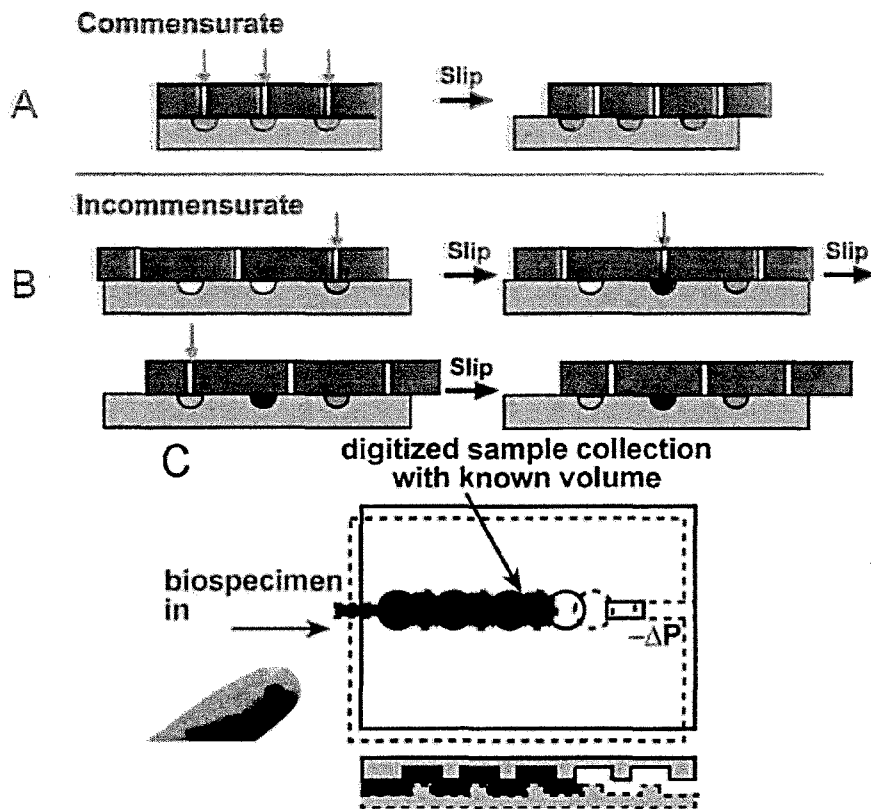 Commensurate
A
Slip
Incommensurate
B
Slip
Slip
Slip
C
digitized sample collection
with known volume
biospecimen
in
−ΔP